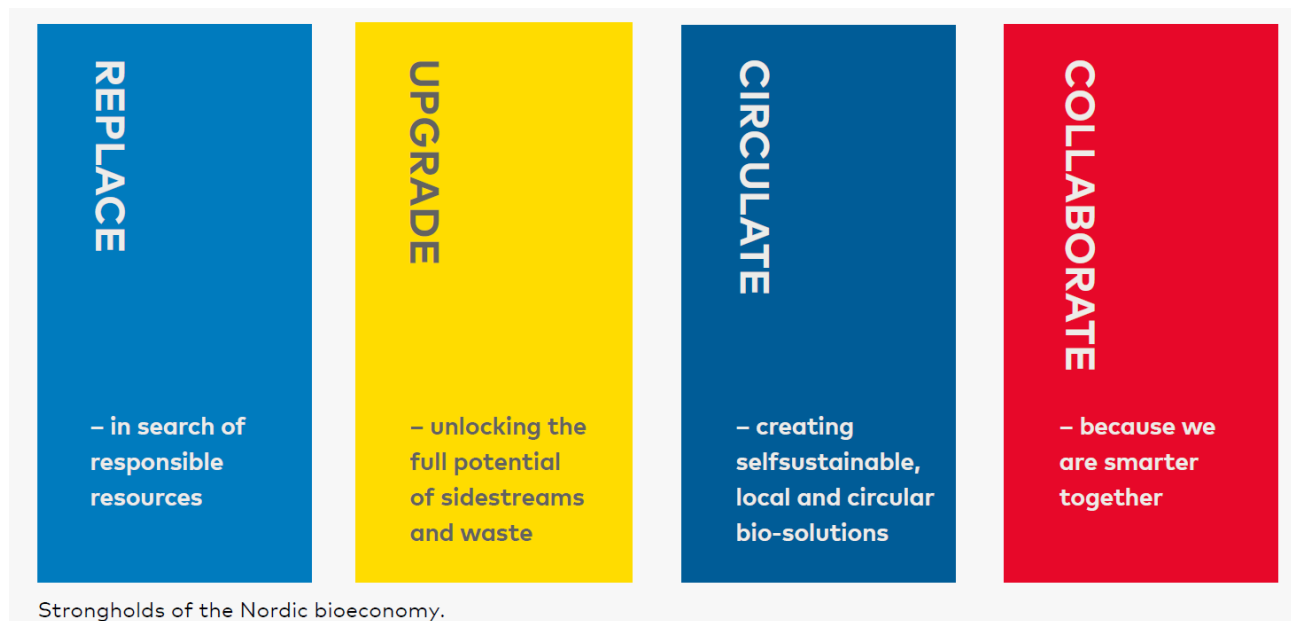 REPLACE
– in search of
responsible
resources
UPGRADE
– unlocking the
full potential
of sidestreams
and waste
CIRCULATE
– creating
selfsustainable,
local and circular
bio-solutions
COLLABORATE
– because we
are smarter
together
Strongholds of the Nordic bioeconomy.